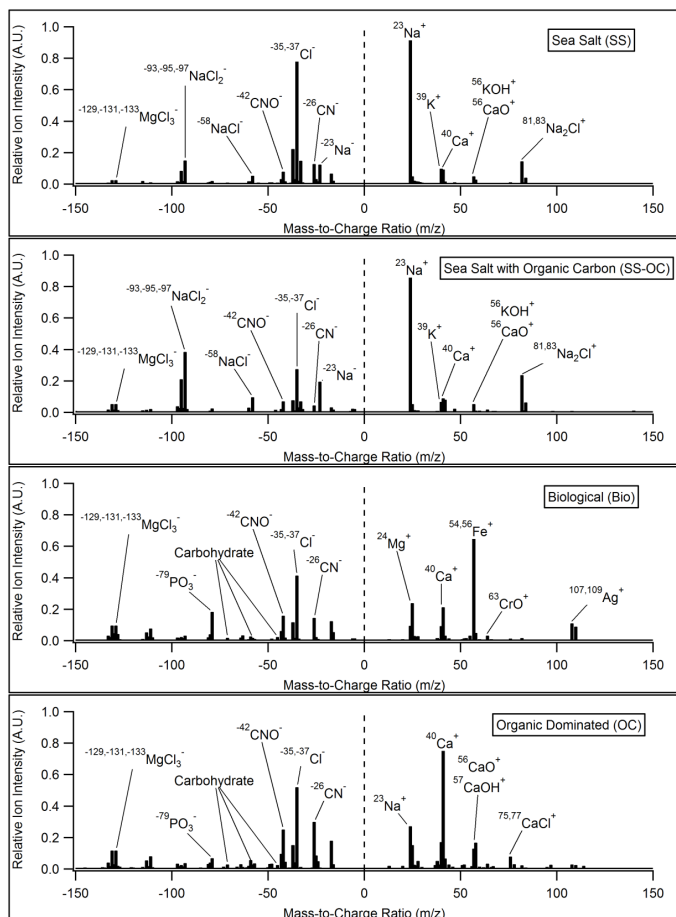 Relative Ion Intensity (A.U.)
1.0
0.8
0.6
0.4
0.2
0.0
Sea Salt (SS)
-129,-131,-133MgCl3-
-93,-95,-97NaCl2-
-58NaCl-
-42CNO-
-35,-37Cl-
-26CN-
-23Na-
23Na+
39K+
40Ca+
56KOH+
56CaO+
81,83Na2Cl+
-150 -100 -50 0 50 100 150
Mass-to-Charge Ratio (m/z)
Relative Ion Intensity (A.U.)
1.0
0.8
0.6
0.4
0.2
0.0
Sea Salt with Organic Carbon (SS-OC)
-129,-131,-133MgCl3-
-93,-95,-97NaCl2-
-58NaCl-
-42CNO-
-35,-37Cl-
-26CN-
-23Na-
23Na+
39K+
40Ca+
56KOH+
56CaO+
81,83Na2Cl+
-150 -100 -50 0 50 100 150
Mass-to-Charge Ratio (m/z)
Relative Ion Intensity (A.U.)
1.0
0.8
0.6
0.4
0.2
0.0
Biological (Bio)
-129,-131,-133MgCl3-
-79PO3-
Carbohydrate
-42CNO-
-35,-37Cl-
-26CN-
24Mg+
40Ca+
54,56Fe+
63CrO+
107,109Ag+
-150 -100 -50 0 50 100 150
Mass-to-Charge Ratio (m/z)
Relative Ion Intensity (A.U.)
1.0
0.8
0.6
0.4
0.2
0.0
Organic Dominated (OC)
-129,-131,-133MgCl3-
-79PO3-
Carbohydrate
-42CNO-
-35,-37Cl-
-26CN-
23Na+
40Ca+
56CaO+
57CaOH+
75,77CaCl+
-150 -100 -50 0 50 100 150
Mass-to-Charge Ratio (m/z)